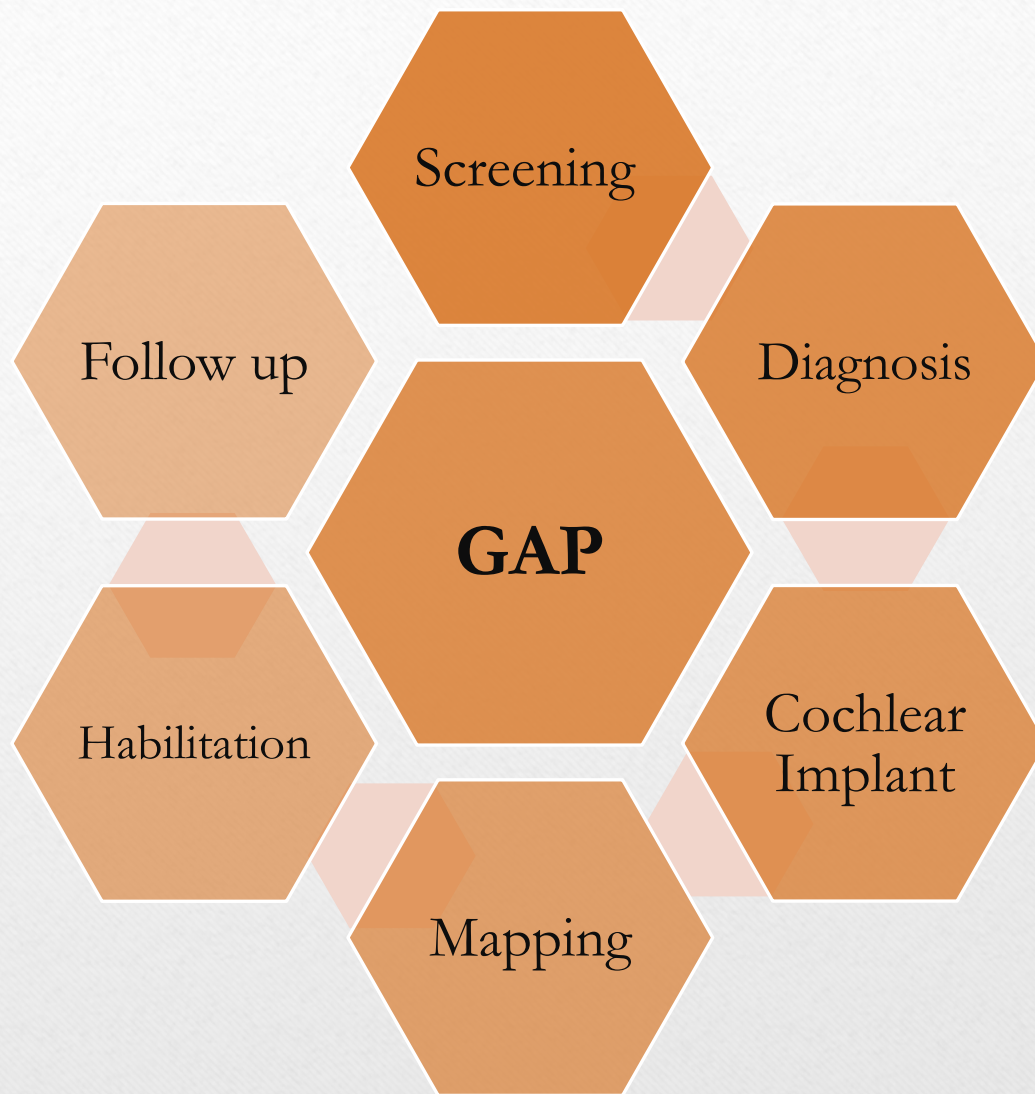 Screening
Diagnosis
Cochlear
Implant
Mapping
Habilitation
Follow up
GAP